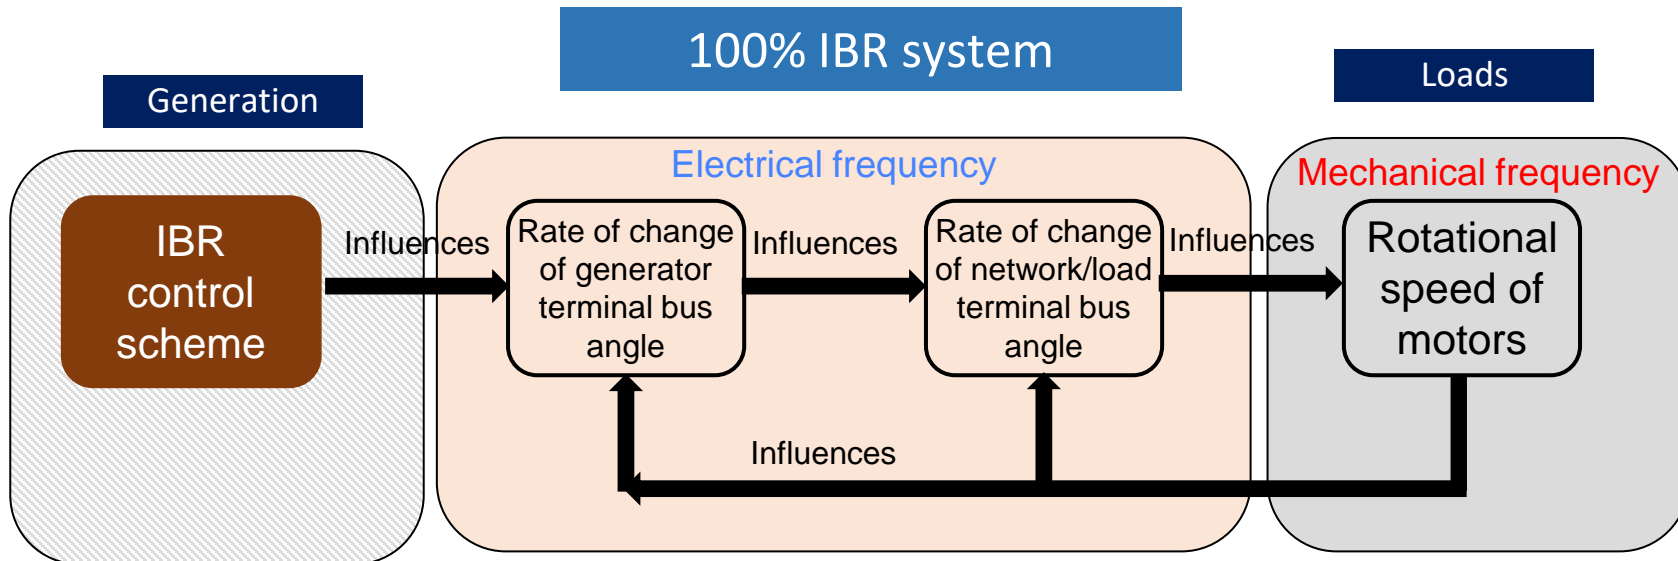 100% IBR system
Generation
Loads
Electrical frequency
Mechanical frequency
IBR
control
scheme
Influences
Rate of change
of generator
terminal bus
angle
Influences
Rate of change
of network/load
terminal bus
angle
Influences
Rotational
speed of
motors
Influences